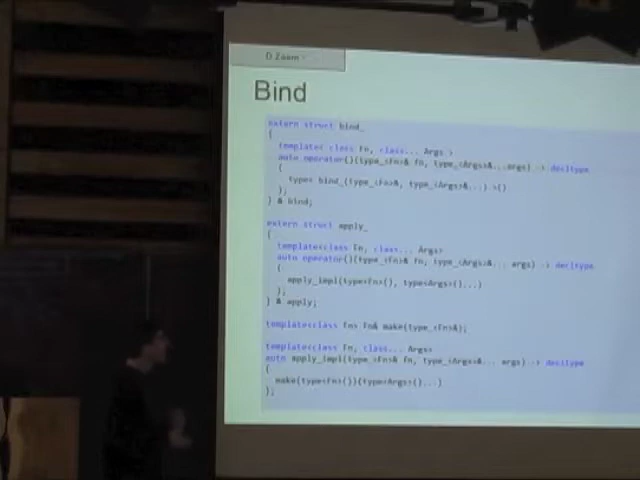 D Zoom
Bind
extern struct bind_
{
template< class Fn, class... Args >
auto operator()(type_<Fn>& fn, type_<Args>&...args) -> decltype
{
type< bind_(type_<Fn>&, type_<Args>&...) >()
};
} & bind;
extern struct apply_
{
template<class Fn, class... Args>
auto operator()(type_<Fn>& fn, type_<Args>&... args) -> decltype
{
apply_impl(type<Fn>(), type<Args>()...)
};
} & apply;
template<class Fn> Fn& make(type_<Fn>&);
template<class Fn, class... Args>
auto apply_impl(type_<Fn>& fn, type_<Args>&... args) -> decltype
{
make(type<Fn>())(type<Args>()...)
};